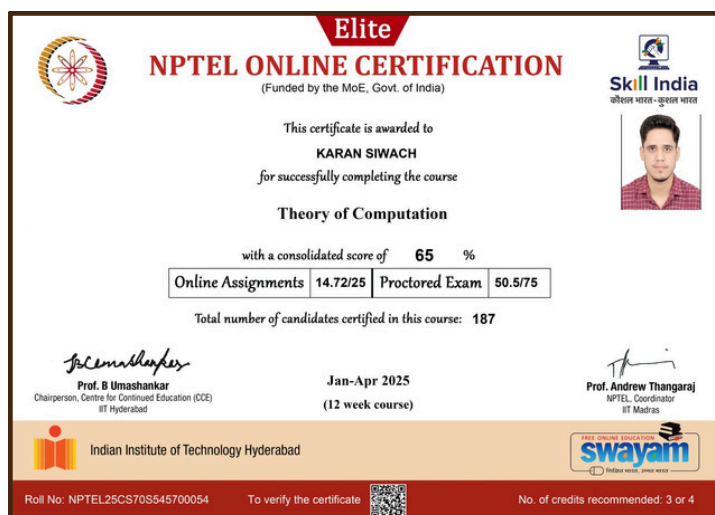 Elite
NPTEL ONLINE CERTIFICATION
(Funded by the MoE, Govt. of India)
Skill India
कौशल भारत - कुशल भारत
This certificate is awarded to
KARAN SIWACH
for successfully completing the course
Theory of Computation
with a consolidated score of 65 %
Online Assignments 14.72/25 Proctored Exam 50.5/75
Total number of candidates certified in this course: 187
Prof. B Umashankar
Chairperson, Centre for Continued Education (CCE)
IIT Hyderabad
Jan-Apr 2025
(12 week course)
Prof. Andrew Thangaraj
NPTEL, Coordinator
IIT Madras
Indian Institute of Technology Hyderabad
FREE ONLINE EDUCATION
swayam
शिक्षित भारत, उन्नत भारत
Roll No: NPTEL25CS70S545700054 To verify the certificate No. of credits recommended: 3 or 4